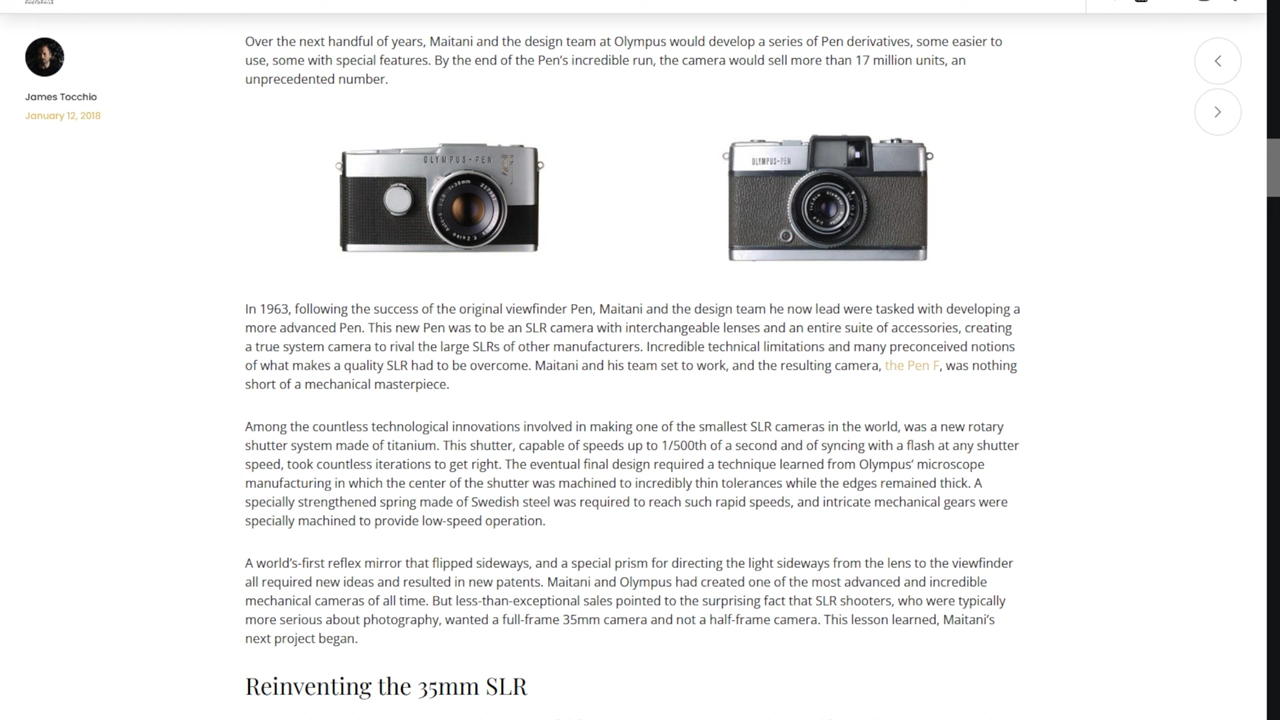 James Tocchio
January 12, 2018
Over the next handful of years, Maitani and the design team at Olympus would develop a series of Pen derivatives, some easier to
use, some with special features. By the end of the Pen’s incredible run, the camera would sell more than 17 million units, an
unprecedented number.
OLYMPUS-PEN
OLYMPUS-PEN
In 1963, following the success of the original viewfinder Pen, Maitani and the design team he now lead were tasked with developing a
more advanced Pen. This new Pen was to be an SLR camera with interchangeable lenses and an entire suite of accessories, creating
a true system camera to rival the large SLRs of other manufacturers. Incredible technical limitations and many preconceived notions
of what makes a quality SLR had to be overcome. Maitani and his team set to work, and the resulting camera, the Pen F, was nothing
short of a mechanical masterpiece.
Among the countless technological innovations involved in making one of the smallest SLR cameras in the world, was a new rotary
shutter system made of titanium. This shutter, capable of speeds up to 1/500th of a second and of syncing with a flash at any shutter
speed, took countless iterations to get right. The eventual final design required a technique learned from Olympus’ microscope
manufacturing in which the center of the shutter was machined to incredibly thin tolerances while the edges remained thick. A
specially strengthened spring made of Swedish steel was required to reach such rapid speeds, and intricate mechanical gears were
specially machined to provide low-speed operation.
A world’s-first reflex mirror that flipped sideways, and a special prism for directing the light sideways from the lens to the viewfinder
all required new ideas and resulted in new patents. Maitani and Olympus had created one of the most advanced and incredible
mechanical cameras of all time. But less-than-exceptional sales pointed to the surprising fact that SLR shooters, who were typically
more serious about photography, wanted a full-frame 35mm camera and not a half-frame camera. This lesson learned, Maitani’s
next project began.
Reinventing the 35mm SLR